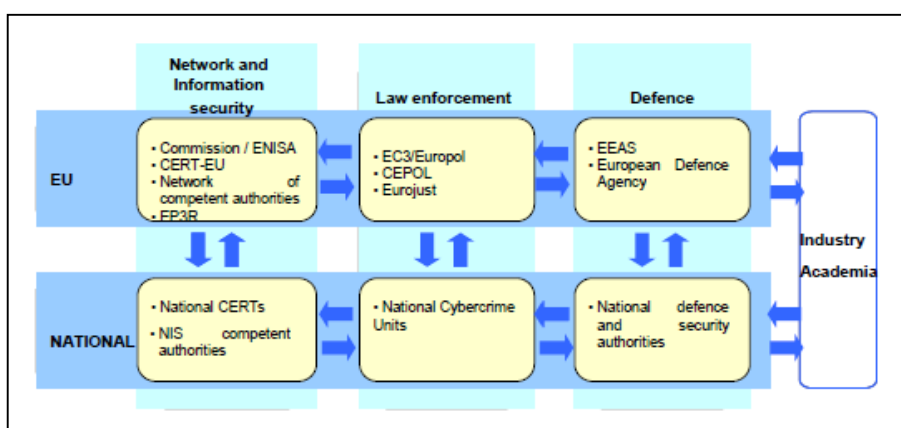 Network and
Information
security
Law enforcement
Defence
EU
• Commission / ENISA
• CERT-EU
• Network of
competent authorities
• EP3R
• EC3/Europol
• CEPOL
• Eurojust
• EEAS
• European Defence
Agency
Industry
Academia
NATIONAL
• National CERTs
• NIS competent
authorities
• National Cybercrime
Units
• National defence
and security
authorities